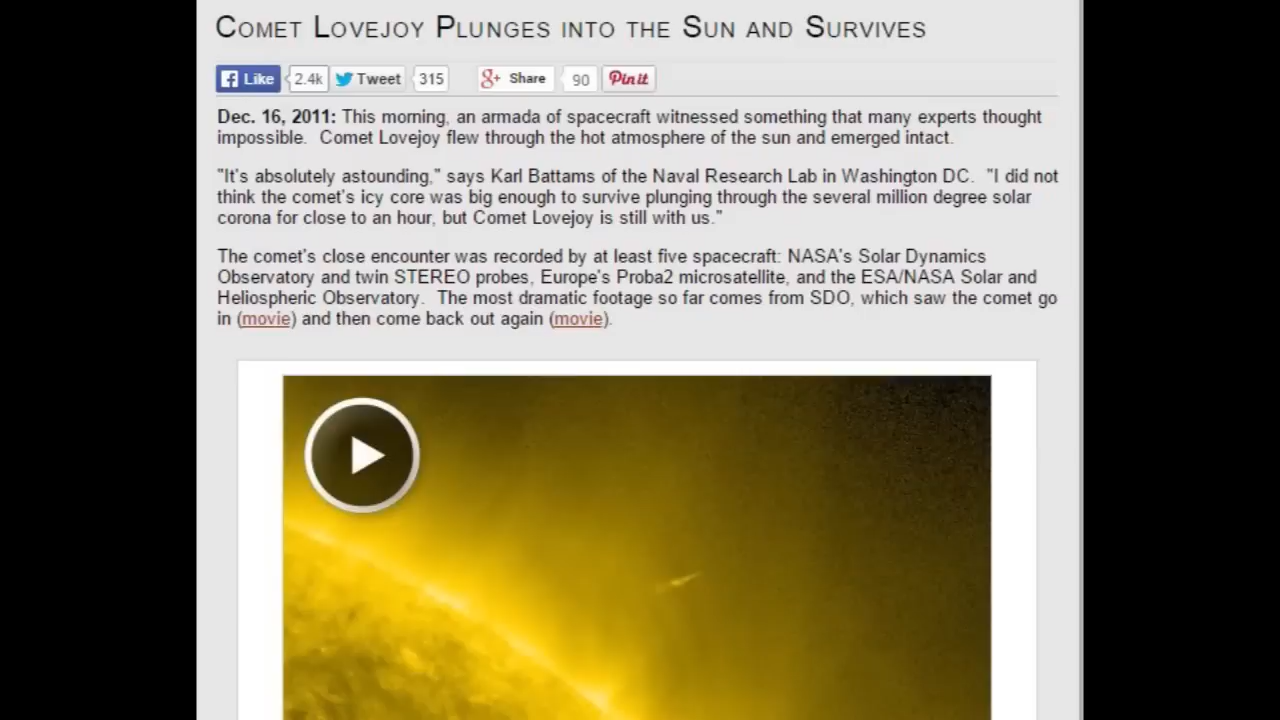 Comet Lovejoy Plunges into the Sun and Survives
Like 2.4k Tweet 315 Share 90 Pin it
Dec. 16, 2011: This morning, an armada of spacecraft witnessed something that many experts thought
impossible. Comet Lovejoy flew through the hot atmosphere of the sun and emerged intact.
"It's absolutely astounding," says Karl Battams of the Naval Research Lab in Washington DC. "I did not
think the comet's icy core was big enough to survive plunging through the several million degree solar
corona for close to an hour, but Comet Lovejoy is still with us."
The comet's close encounter was recorded by at least five spacecraft: NASA's Solar Dynamics
Observatory and twin STEREO probes, Europe's Proba2 microsatellite, and the ESA/NASA Solar and
Heliospheric Observatory. The most dramatic footage so far comes from SDO, which saw the comet go
in (movie) and then come back out again (movie).